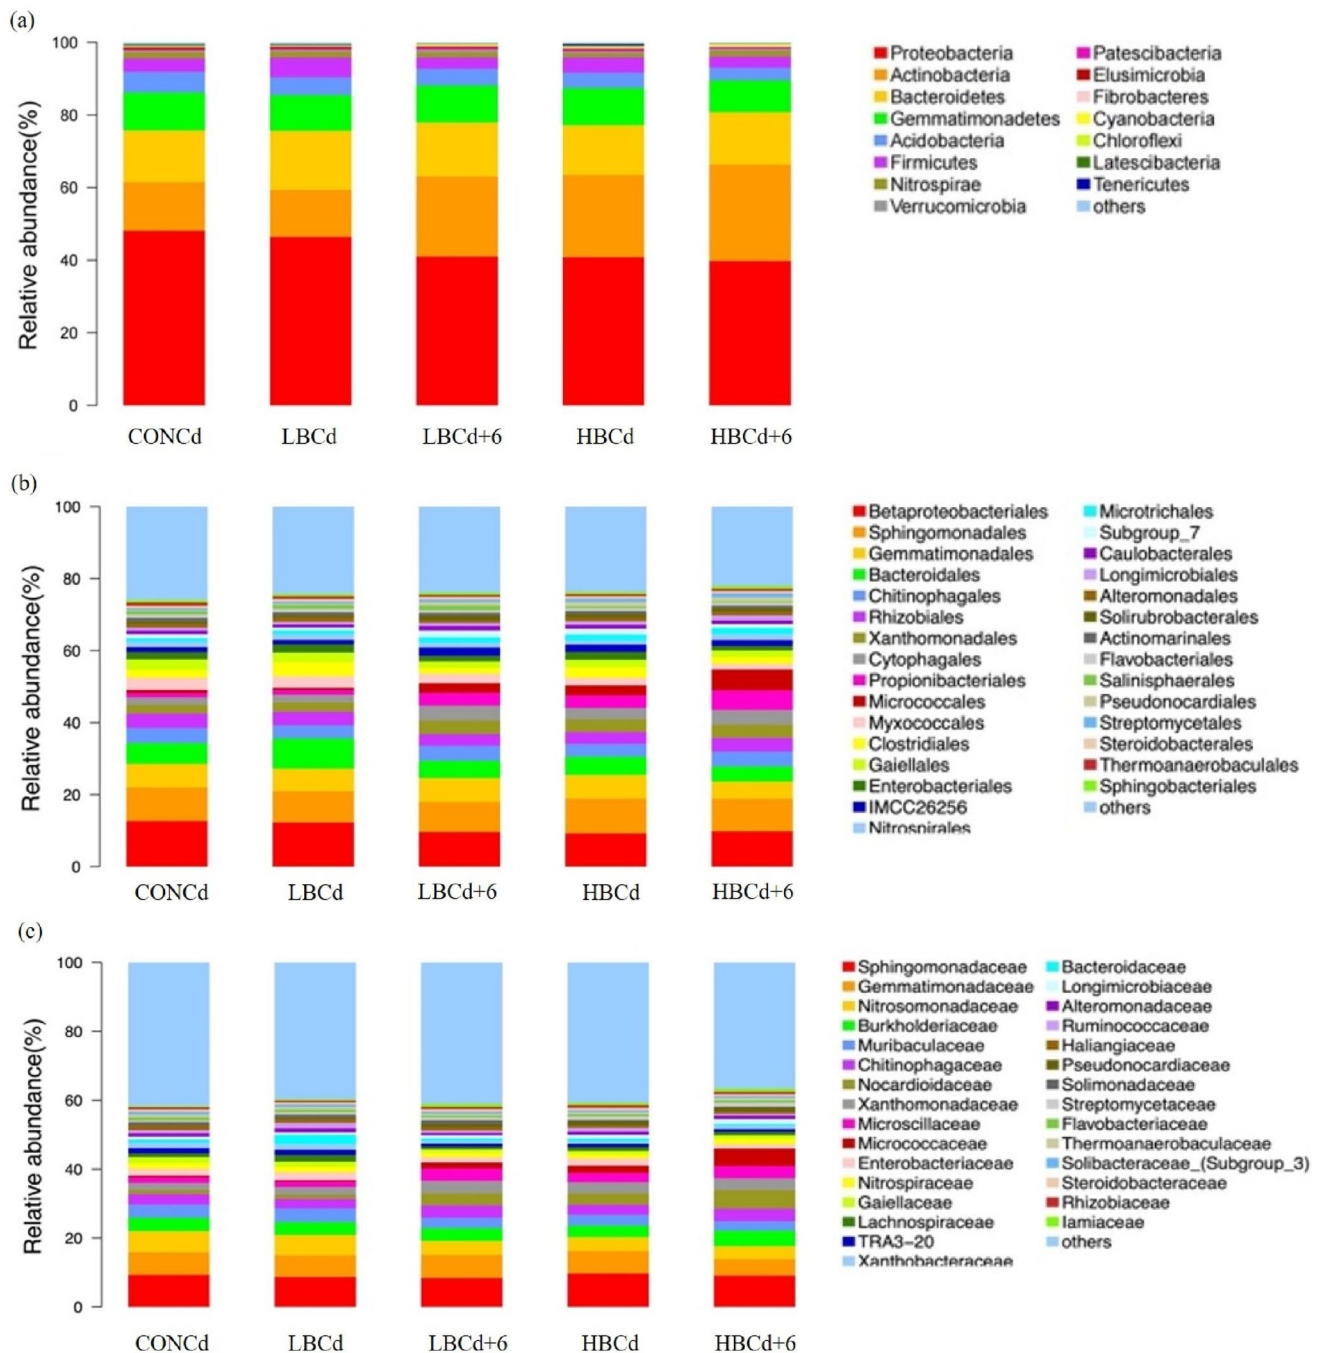 (a)
Relative abundance(%)
100
80
60
40
20
0
CONCd LBCd LBCd+6 HBCd HBCd+6
Proteobacteria
Actinobacteria
Bacteroidetes
Gemmatimonadetes
Acidobacteria
Firmicutes
Nitrospirae
Verrucomicrobia
Patescibacteria
Elusimicrobia
Fibrobacteres
Cyanobacteria
Chloroflexi
Latescibacteria
Tenericutes
others
(b)
Relative abundance(%)
100
80
60
40
20
0
CONCd LBCd LBCd+6 HBCd HBCd+6
Betaproteobacteriales
Sphingomonadales
Gemmatimonadales
Bacteroidales
Chitinophagales
Rhizobiales
Xanthomonadales
Cytophagales
Propionibacteriales
Micrococcales
Myxococcales
Clostridiales
Gaiellales
Enterobacteriales
IMCC26256
Nitrospirales
Microtrichales
Subgroup_7
Caulobacterales
Longimicrobiales
Alteromonadales
Solirubrobacterales
Actinomarinales
Flavobacteriales
Salinisphaerales
Pseudonocardiales
Streptomycetales
Steroidobacterales
Thermoanaerobaculales
Sphingobacteriales
others
(c)
Relative abundance(%)
100
80
60
40
20
0
CONCd LBCd LBCd+6 HBCd HBCd+6
Sphingomonadaceae
Gemmatimonadaceae
Nitrosomonadaceae
Burkholderiaceae
Muribaculaceae
Chitinophagaceae
Nocardioidaceae
Xanthomonadaceae
Microscillaceae
Micrococcaceae
Enterobacteriaceae
Nitrospiraceae
Gaiellaceae
Lachnospiraceae
TRA3-20
Xanthobacteraceae
Bacteroidaceae
Longimicrobiaceae
Alteromonadaceae
Ruminococcaceae
Haliangiaceae
Pseudonocardiaceae
Solimonadaceae
Streptomycetaceae
Flavobacteriaceae
Thermoanaerobaculaceae
Solibacteraceae_(Subgroup_3)
Steroidobacteraceae
Rhizobiaceae
Iamiaceae
others